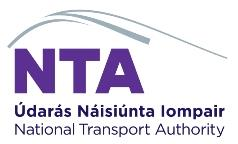 NTA
Údarás Náisiúnta Iompair
National Transport Authority